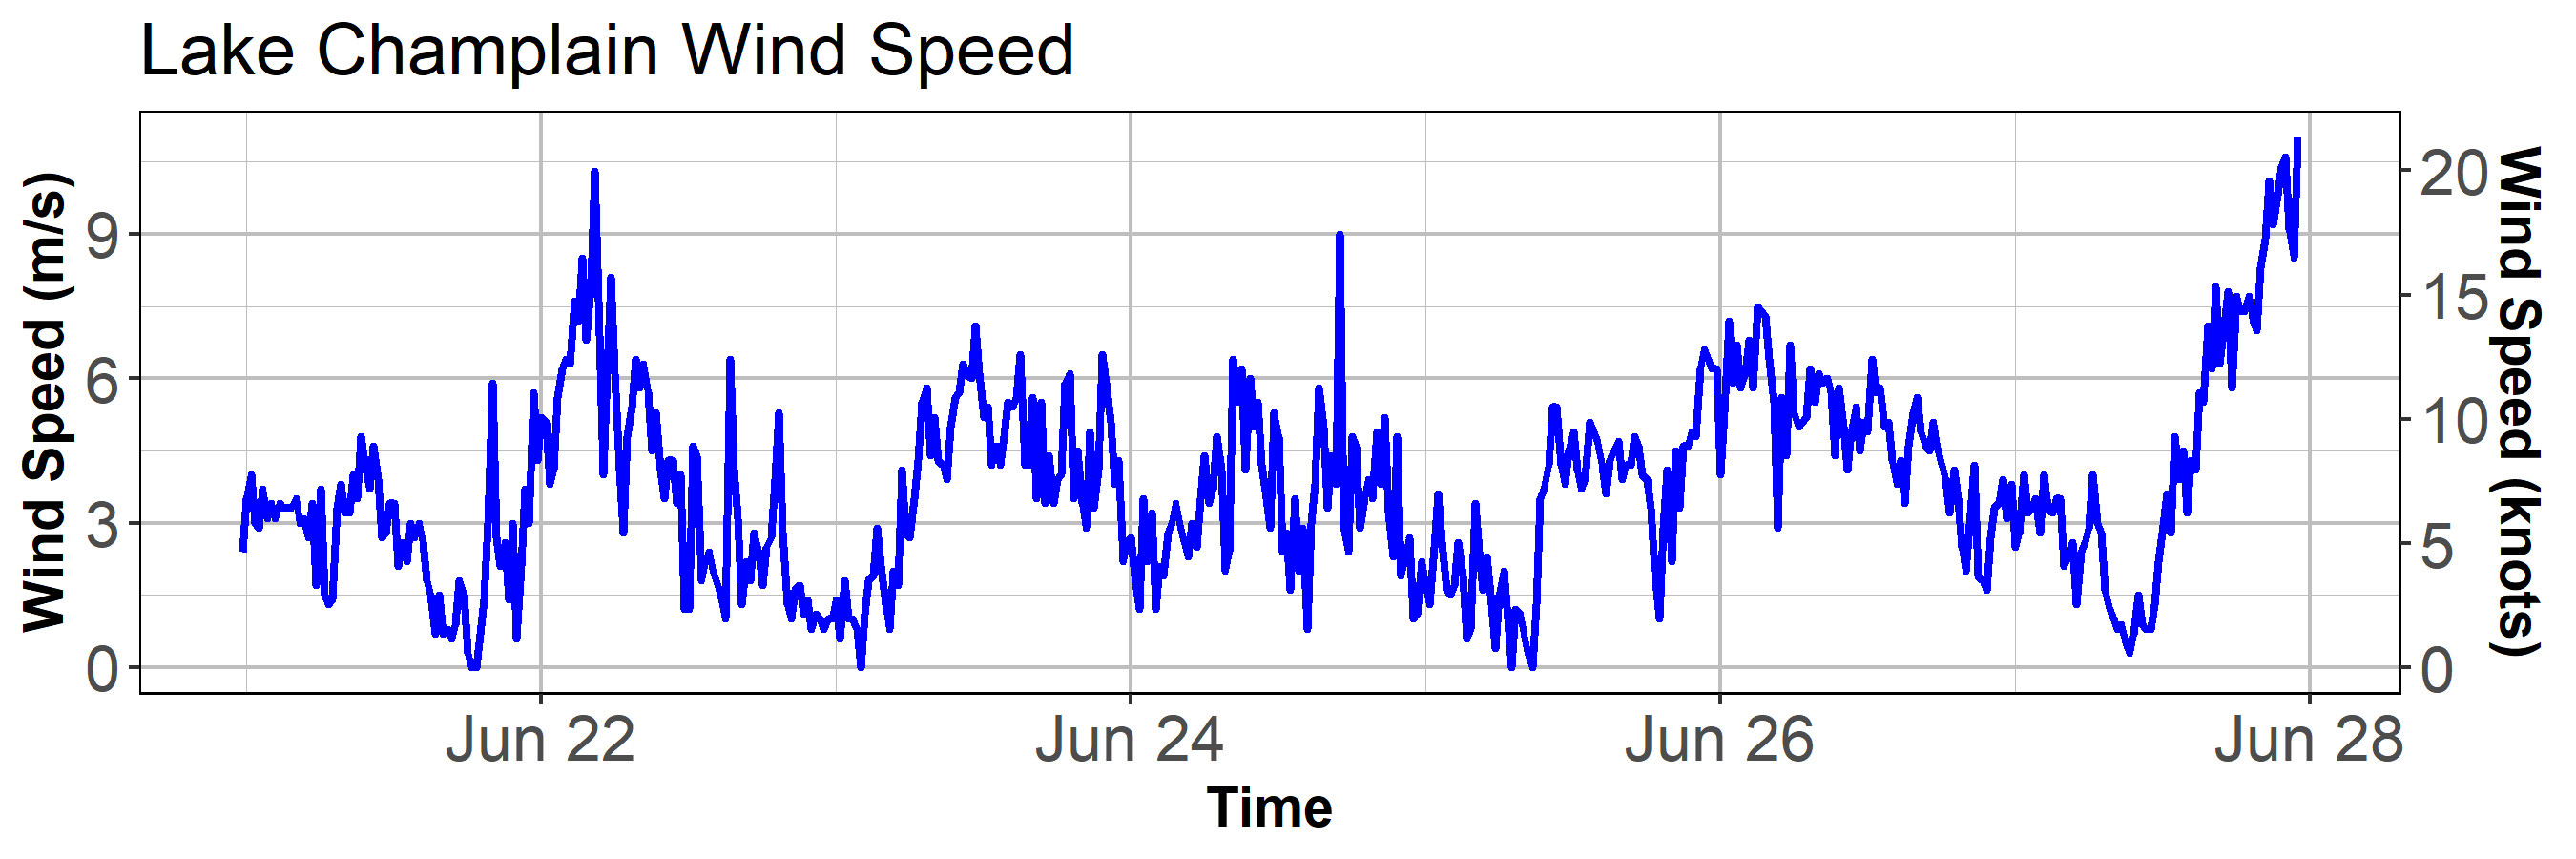 Lake Champlain Wind Speed
Wind Speed (m/s)
9
6
3
0
20
15
10
5
0
Wind Speed (knots)
Jun 22
Jun 24
Jun 26
Jun 28
Time